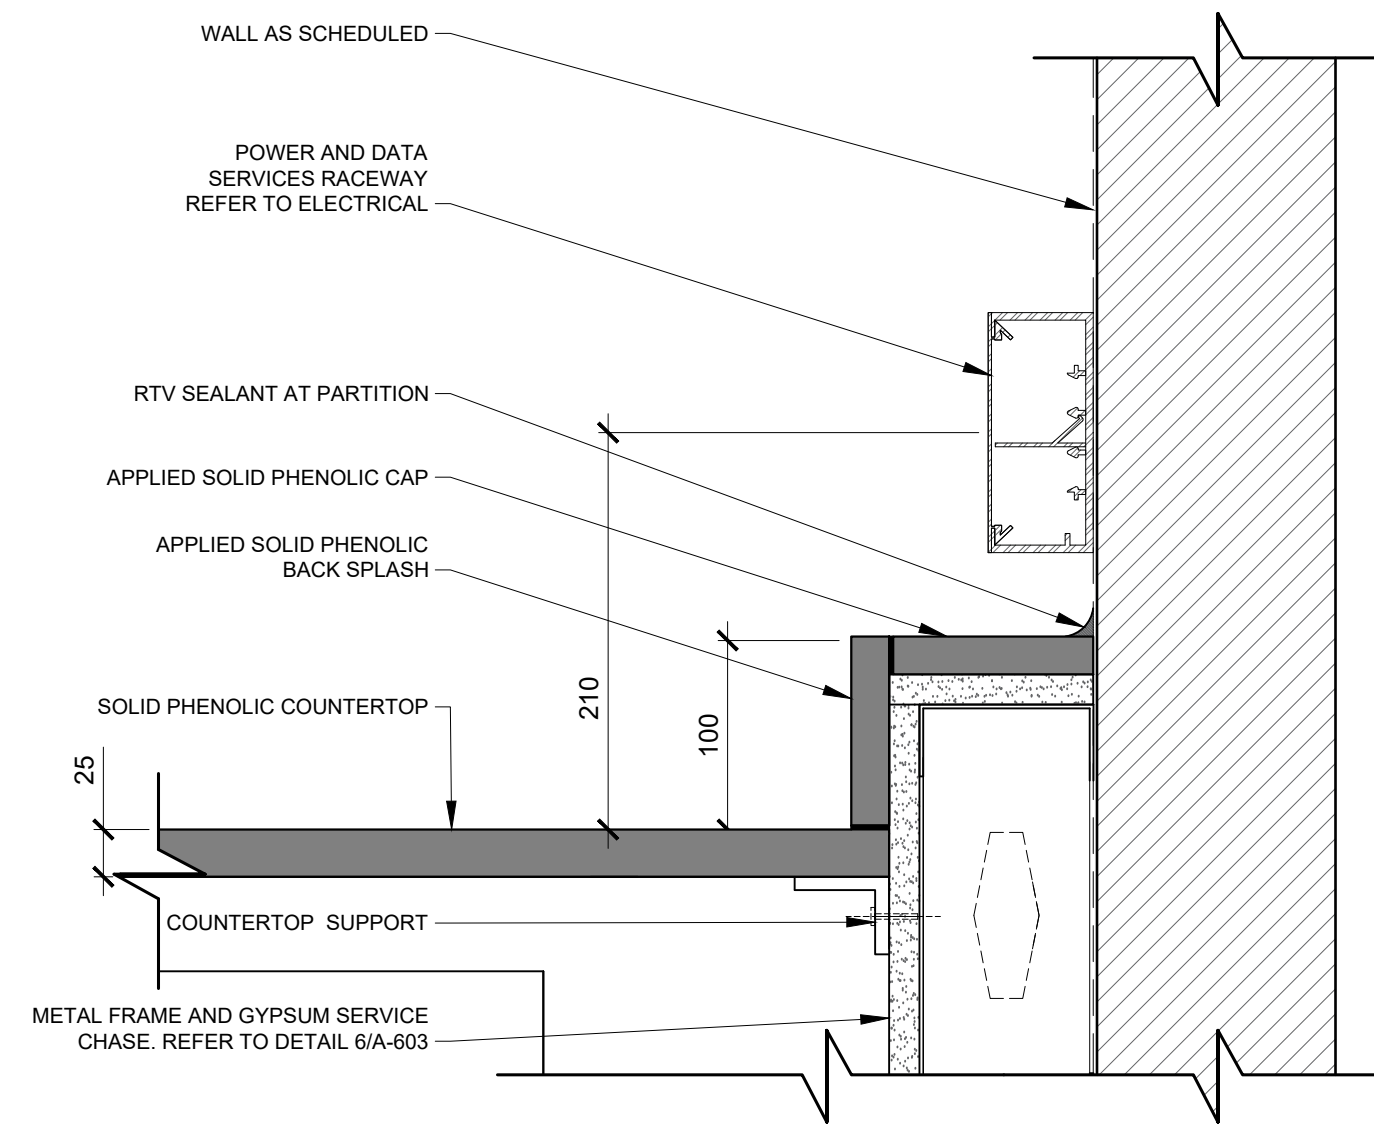 WALL AS SCHEDULED
POWER AND DATA
SERVICES RACEWAY
REFER TO ELECTRICAL
RTV SEALANT AT PARTITION
APPLIED SOLID PHENOLIC CAP
APPLIED SOLID PHENOLIC
BACK SPLASH
SOLID PHENOLIC COUNTERTOP
210
100
25
COUNTERTOP SUPPORT
METAL FRAME AND GYPSUM SERVICE
CHASE. REFER TO DETAIL 6/A-603